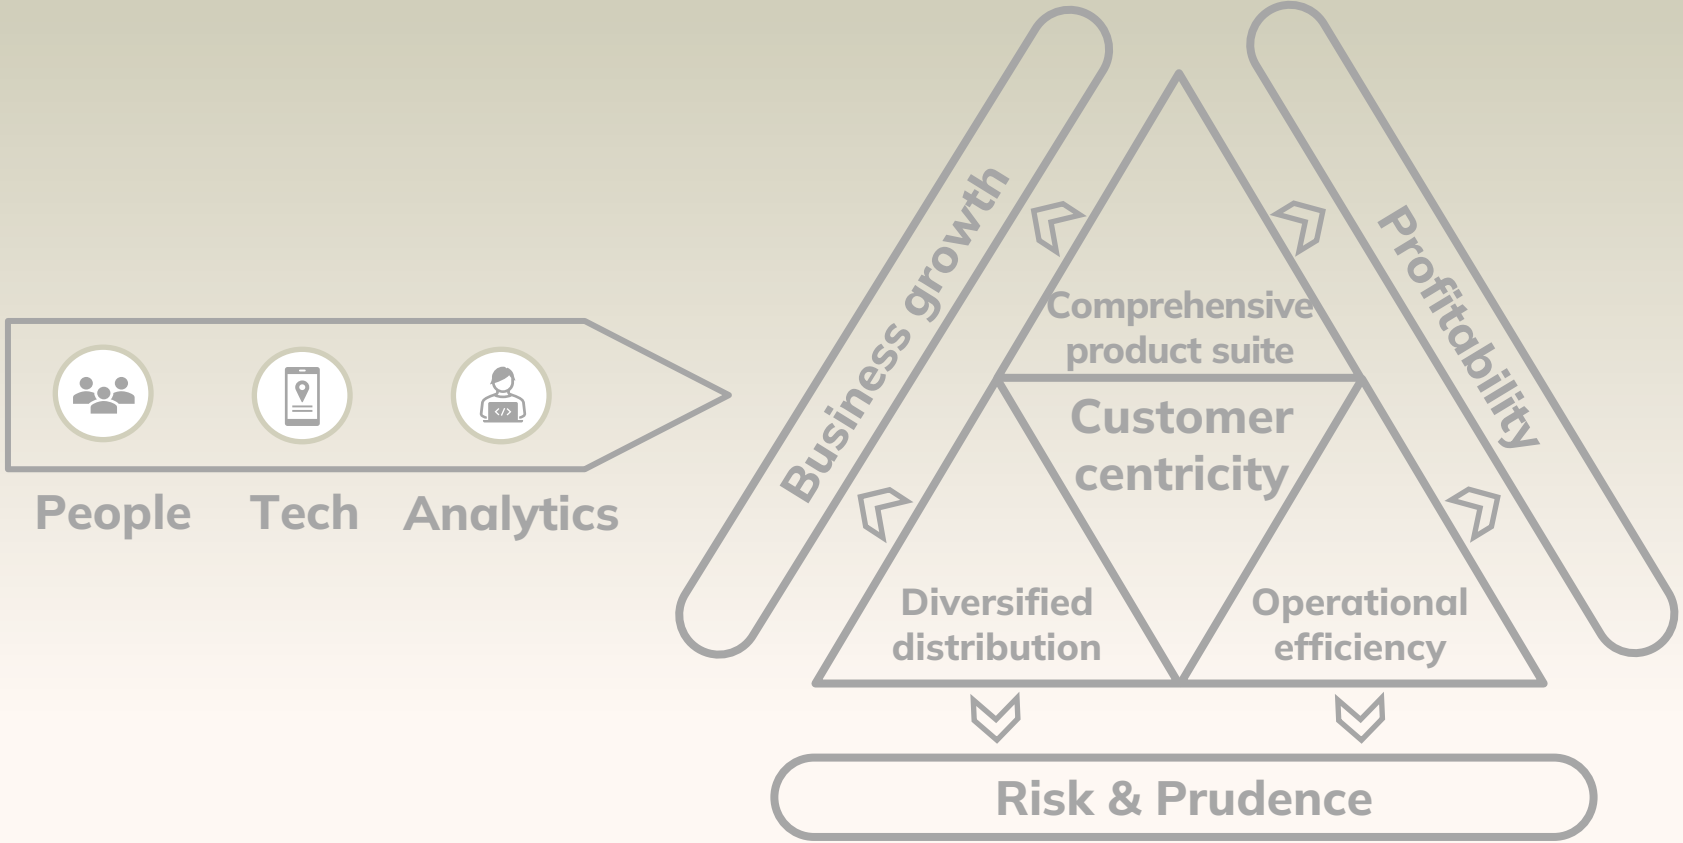 People
Tech
Analytics
Business growth
Profitability
Comprehensive
product suite
Customer
centricity
Diversified
distribution
Operational
efficiency
Risk & Prudence